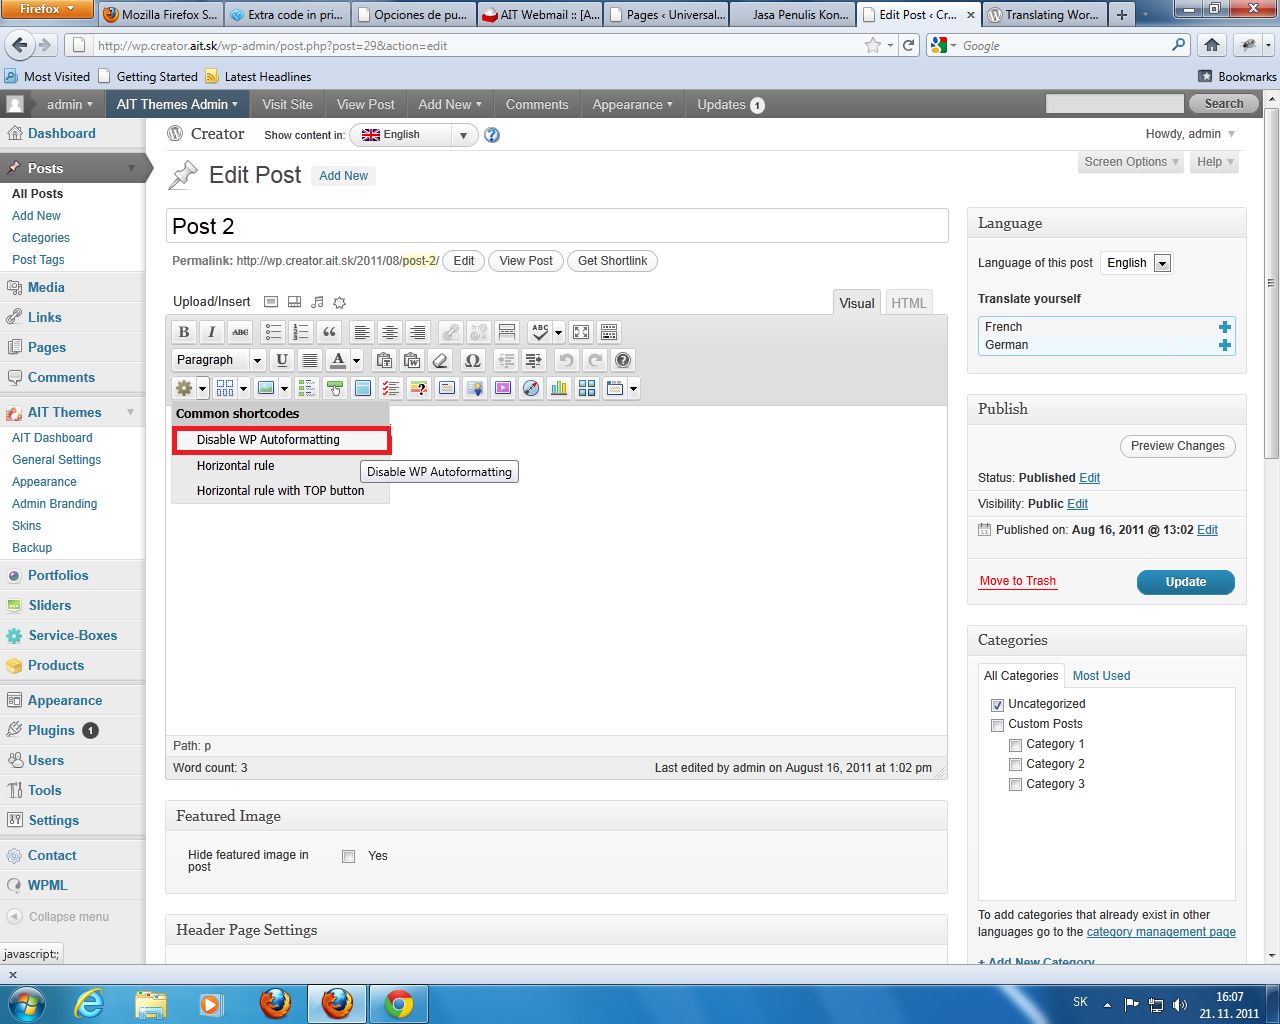 Firefox
Mozilla Firefox S...
Extra code in pri...
Opciones de pu...
AIT Webmail :: [A...
Pages ‹ Universal...
Jasa Penulis Kon...
Edit Post ‹ Cr...
Translating Wor...
http://wp.creator.ait.sk/wp-admin/post.php?post=29&action=edit
Google
Most Visited
Getting Started
Latest Headlines
Bookmarks
admin
AIT Themes Admin
Visit Site
View Post
Add New
Comments
Appearance
Updates 1
Search
Dashboard
Posts
All Posts
Add New
Categories
Post Tags
Media
Links
Pages
Comments
AIT Themes
AIT Dashboard
General Settings
Appearance
Admin Branding
Skins
Backup
Portfolios
Sliders
Service-Boxes
Products
Appearance
Plugins 1
Users
Tools
Settings
Contact
WPML
Collapse menu
javascript:;
Creator
Show content in:
English
Howdy, admin
Screen Options
Help
Edit Post
Add New
Post 2
Permalink: http://wp.creator.ait.sk/2011/08/post-2/
Edit
View Post
Get Shortlink
Upload/Insert
Visual
HTML
B I ABC
ABC
Paragraph
U
A
Common shortcodes
Disable WP Autoformatting
Horizontal rule
Disable WP Autoformatting
Horizontal rule with TOP button
Path: p
Word count: 3
Last edited by admin on August 16, 2011 at 1:02 pm
Featured Image
Hide featured image in
post
Yes
Header Page Settings
Language
Language of this post
English
Translate yourself
French
German
Publish
Preview Changes
Status: Published Edit
Visibility: Public Edit
Published on: Aug 16, 2011 @ 13:02 Edit
Move to Trash
Update
Categories
All Categories
Most Used
Uncategorized
Custom Posts
Category 1
Category 2
Category 3
To add categories that already exist in other
languages go to the category management page
+ Add New Category
SK
16:07
21. 11. 2011